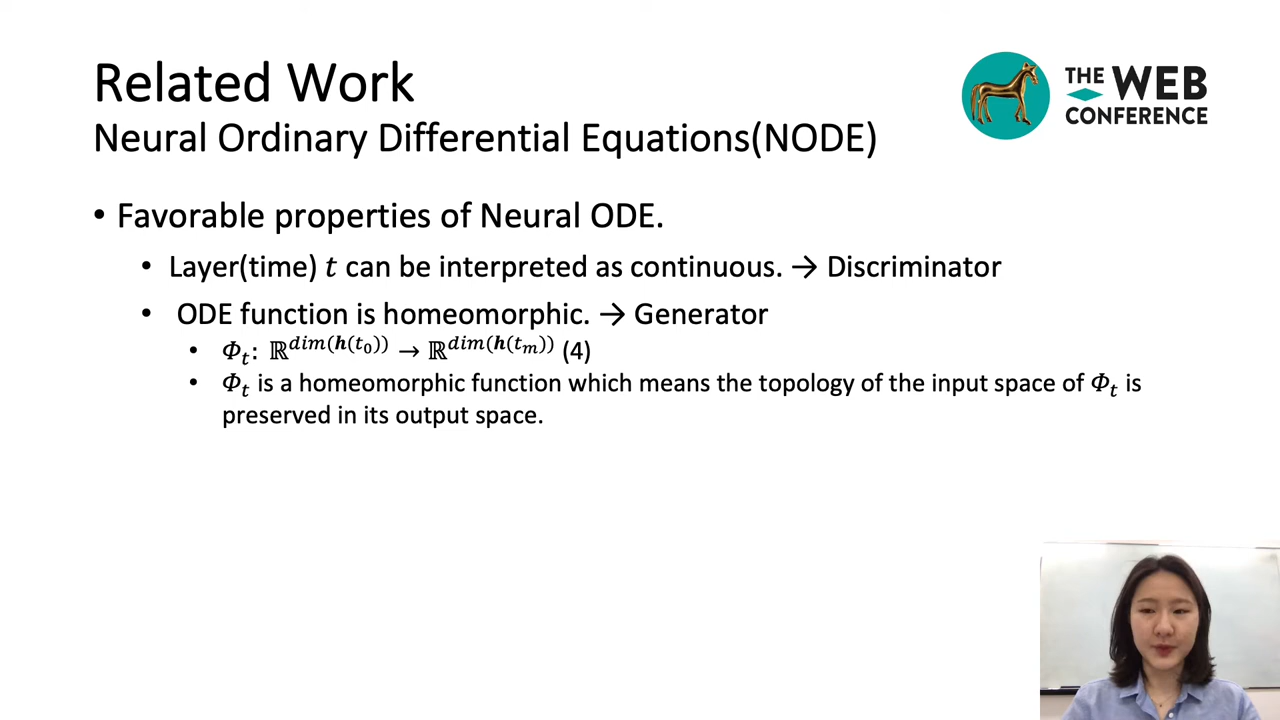 Related Work
Neural Ordinary Differential Equations(NODE)
THE WEB
CONFERENCE
• Favorable properties of Neural ODE.
• Layer(time) 𝑡 can be interpreted as continuous. → Discriminator
• ODE function is homeomorphic. → Generator
• 𝛷𝑡: ℝ^𝑑𝑖𝑚(𝒉(𝑡₀)) → ℝ^𝑑𝑖𝑚(𝒉(𝑡𝑚)) (4)
• 𝛷𝑡 is a homeomorphic function which means the topology of the input space of 𝛷𝑡 is
preserved in its output space.